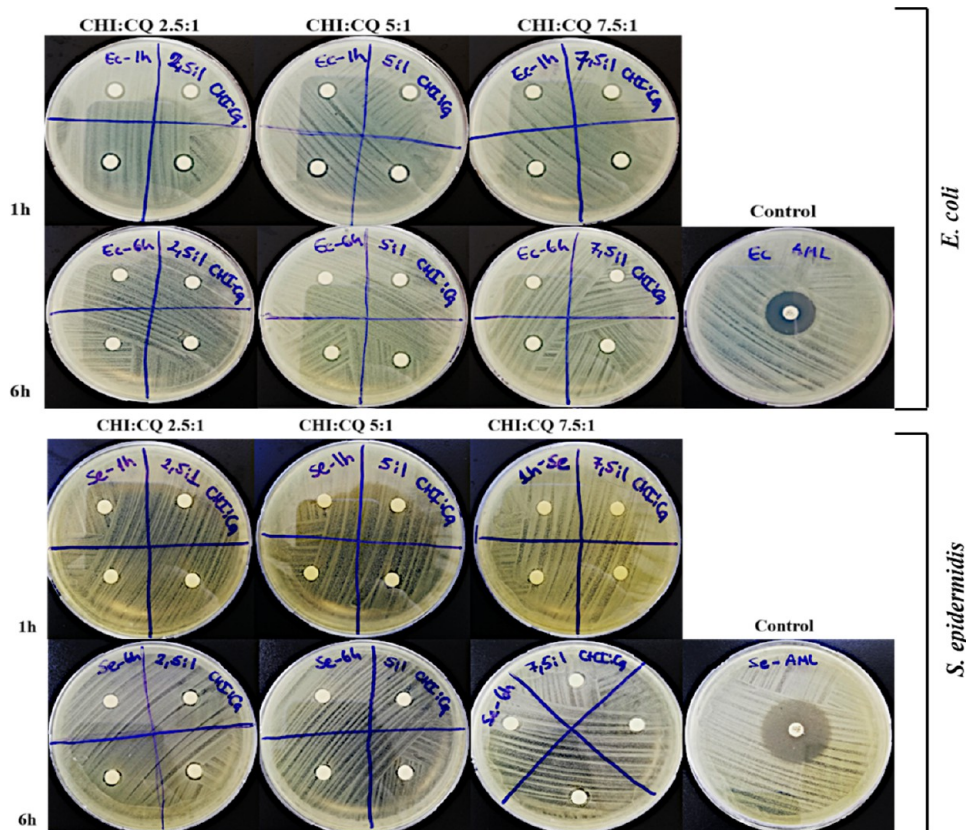 CHI:CQ 2.5:1 CHI:CQ 5:1 CHI:CQ 7.5:1
Ec-1h 2,5:1 CHI:Cq
Ec-1h 5:1 CHI:Cq
Ec-1h 7,5:1 CHI:Cq
1h
E. coli
Control
Ec-6h 2,5:1 CHI:Cq
Ec-6h 5:1 CHI:Cq
Ec-6h 7,5:1 CHI:Cq
Ec AML
6h
CHI:CQ 2.5:1 CHI:CQ 5:1 CHI:CQ 7.5:1
Se-1h 2,5:1 CHI:Cq
Se-1h 5:1 CHI:Cq
1h-Se 7,5:1 CHI:Cq
1h
S. epidermidis
Control
Se-6h 2,5:1 CHI:Cq
Se-6h 5:1 CHI:Cq
Se-6h 7,5:1 CHI:Cq
Se-AML
6h